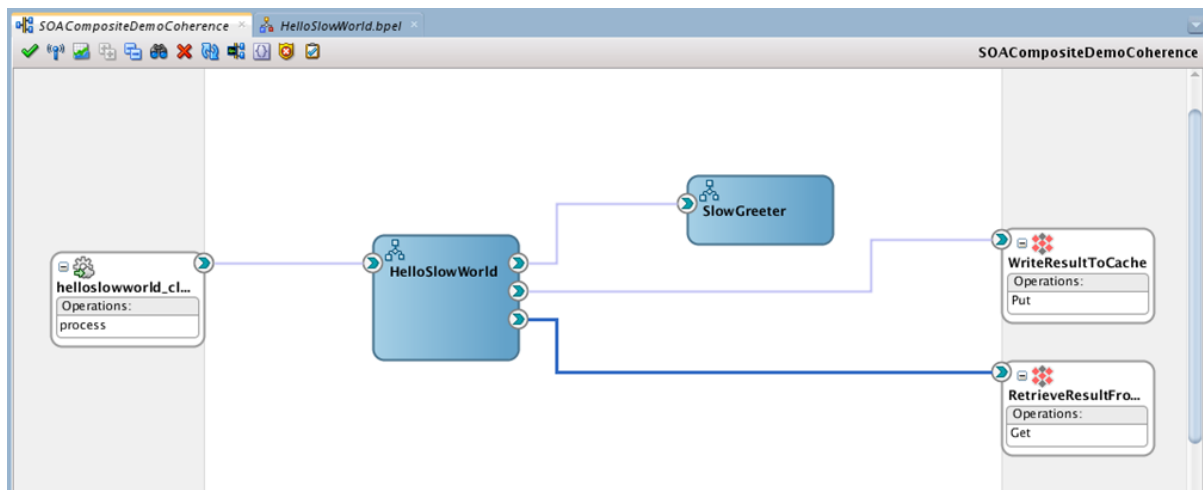 SOACompositeDemoCoherence
HelloSlowWorld.bpel
SOACompositeDemoCoherence
SlowGreeter
HelloSlowWorld
helloslowworld_cl...
Operations:
process
WriteResultToCache
Operations:
Put
RetrieveResultFro...
Operations:
Get